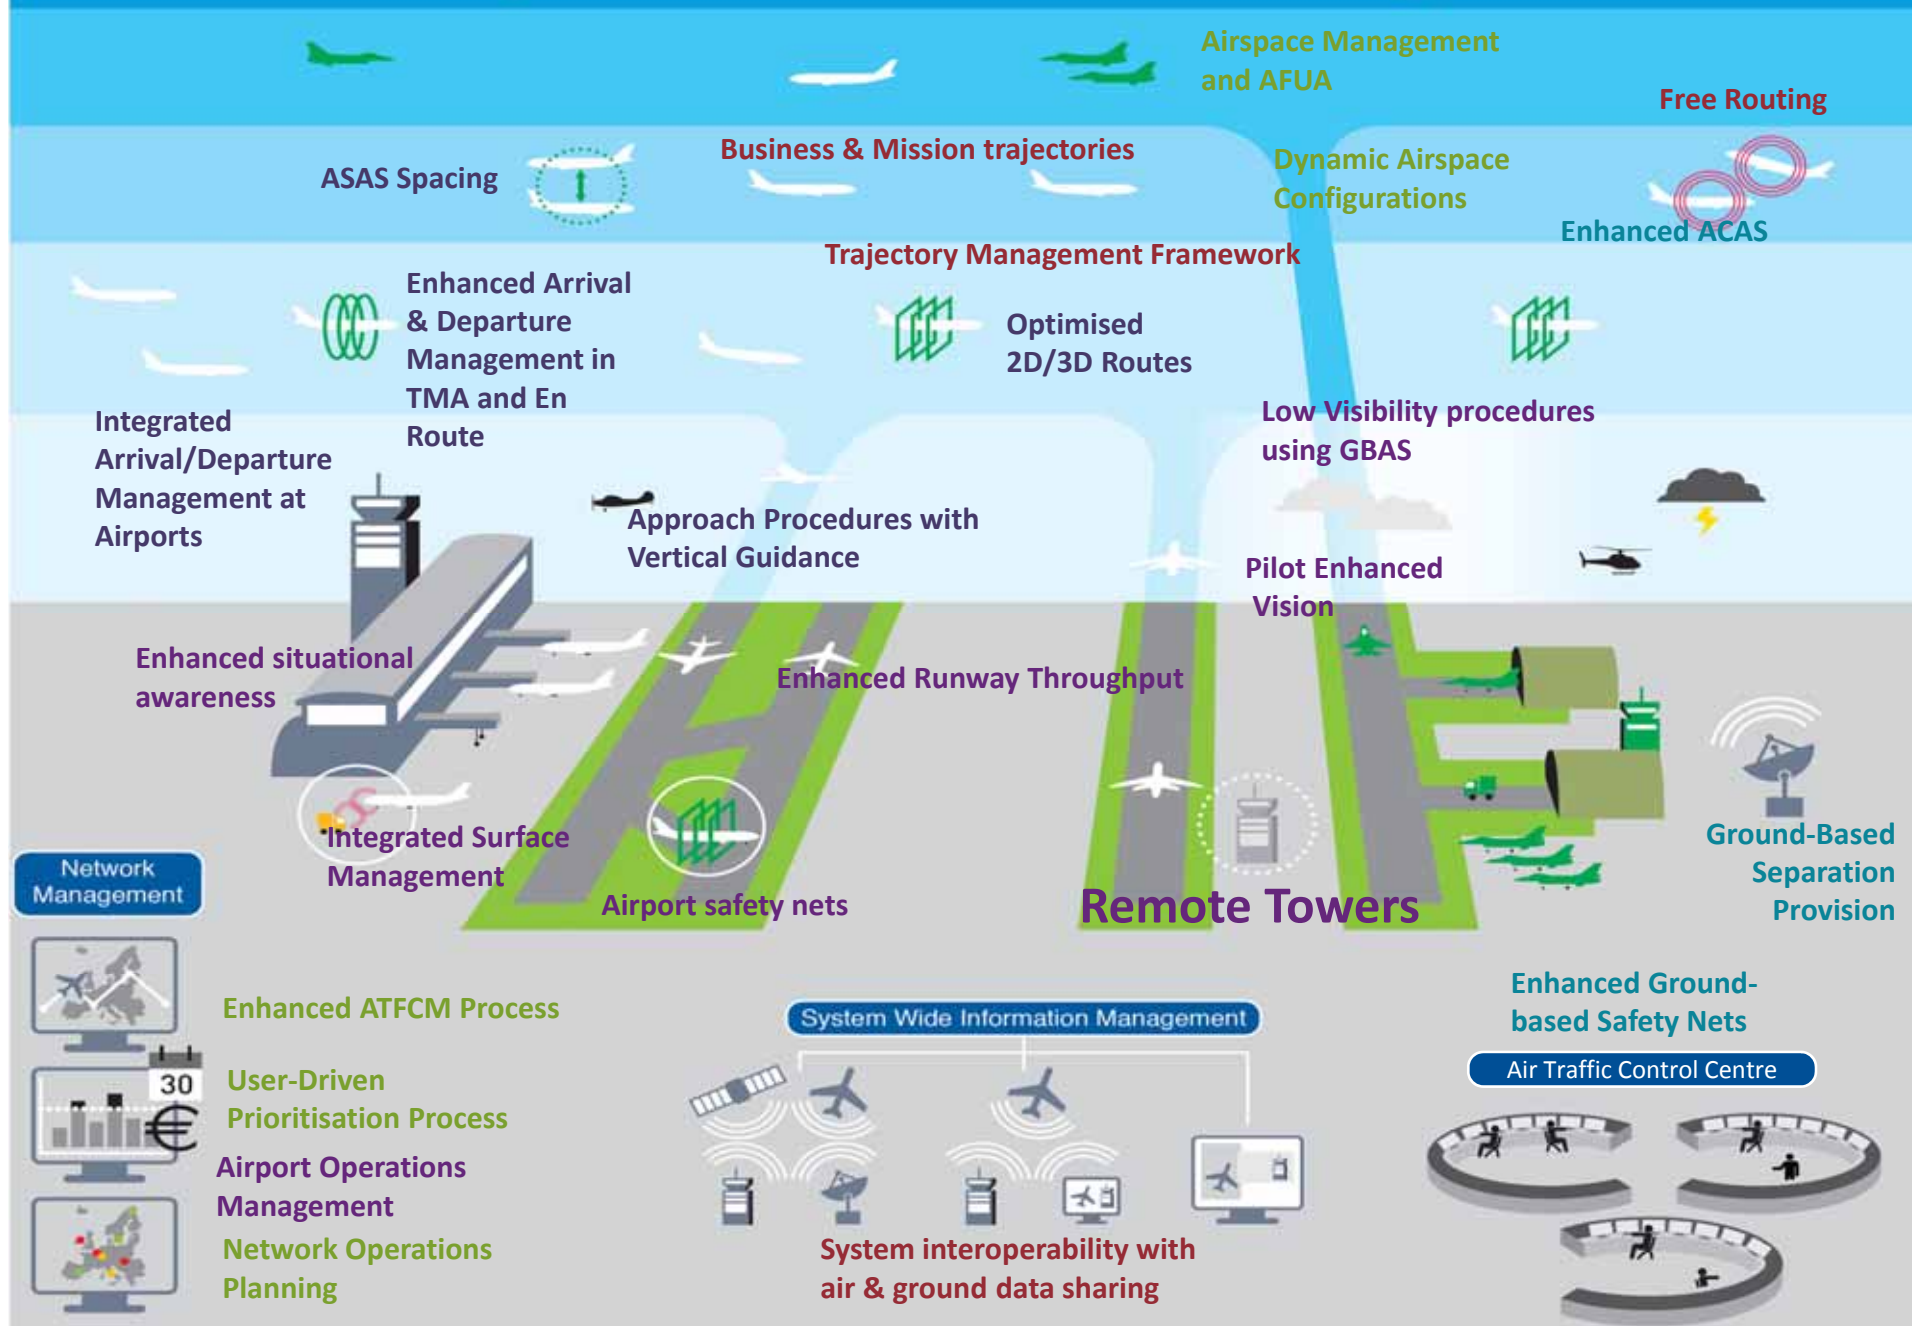 Airspace Management
and AFUA
Free Routing
Business & Mission trajectories
ASAS Spacing
Dynamic Airspace
Configurations
Enhanced ACAS
Trajectory Management Framework
Enhanced Arrival
& Departure
Management in
TMA and En
Route
Optimised
2D/3D Routes
Integrated
Arrival/Departure
Management at
Airports
Low Visibility procedures
using GBAS
Approach Procedures with
Vertical Guidance
Pilot Enhanced
Vision
Enhanced situational
awareness
Enhanced Runway Throughput
Integrated Surface
Management
Airport safety nets
Remote Towers
Ground-Based
Separation
Provision
Network
Management
Enhanced ATFCM Process
30
€
User-Driven
Prioritisation Process
Airport Operations
Management
Network Operations
Planning
System Wide Information Management
System interoperability with
air & ground data sharing
Enhanced Ground-
based Safety Nets
Air Traffic Control Centre